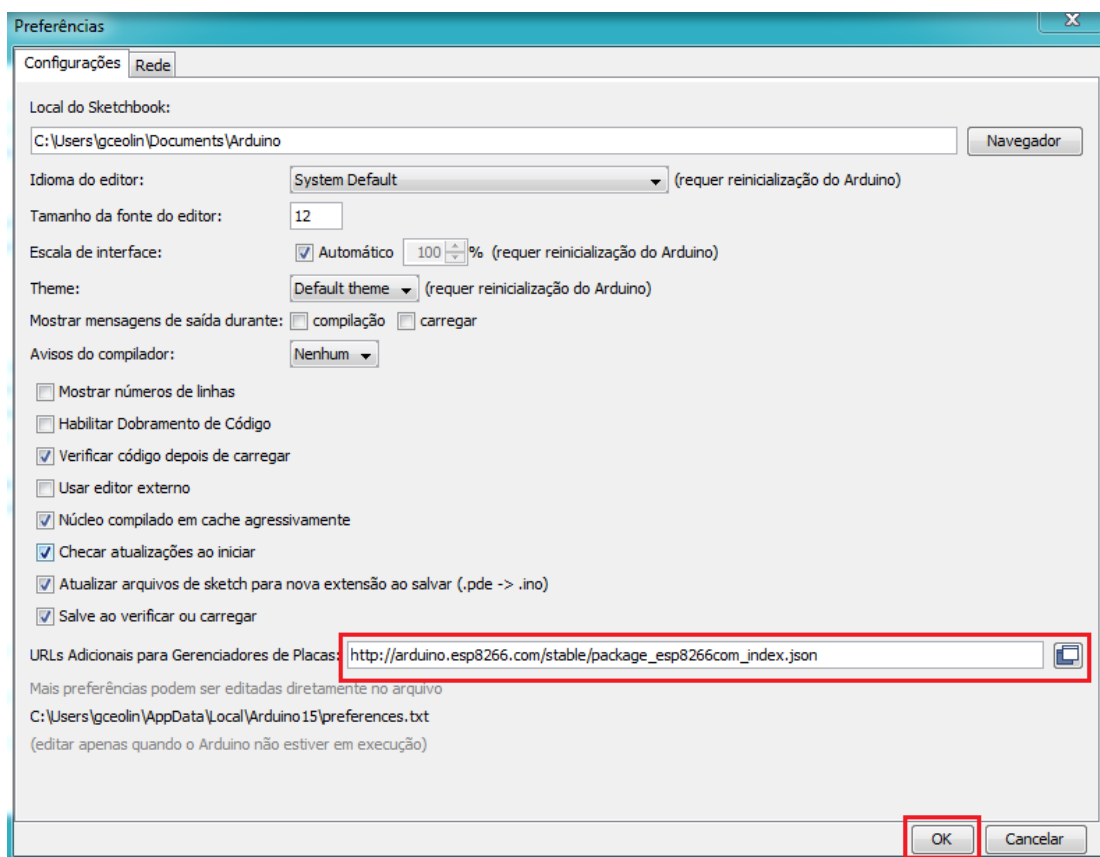 Preferências
Configurações Rede
Local do Sketchbook:
C:\Users\gceolin\Documents\Arduino Navegador
Idioma do editor: System Default (requer reinicialização do Arduino)
Tamanho da fonte do editor: 12
Escala de interface: Automático 100 % (requer reinicialização do Arduino)
Theme: Default theme (requer reinicialização do Arduino)
Mostrar mensagens de saída durante: compilação carregar
Avisos do compilador: Nenhum
Mostrar números de linhas
Habilitar Dobramento de Código
Verificar código depois de carregar
Usar editor externo
Núcleo compilado em cache agressivamente
Checar atualizações ao iniciar
Atualizar arquivos de sketch para nova extensão ao salvar (.pde -> .ino)
Salve ao verificar ou carregar
URLs Adicionais para Gerenciadores de Placas: http://arduino.esp8266.com/stable/package_esp8266com_index.json
Mais preferências podem ser editadas diretamente no arquivo
C:\Users\gceolin\AppData\Local\Arduino15\preferences.txt
(editar apenas quando o Arduino não estiver em execução)
OK Cancelar